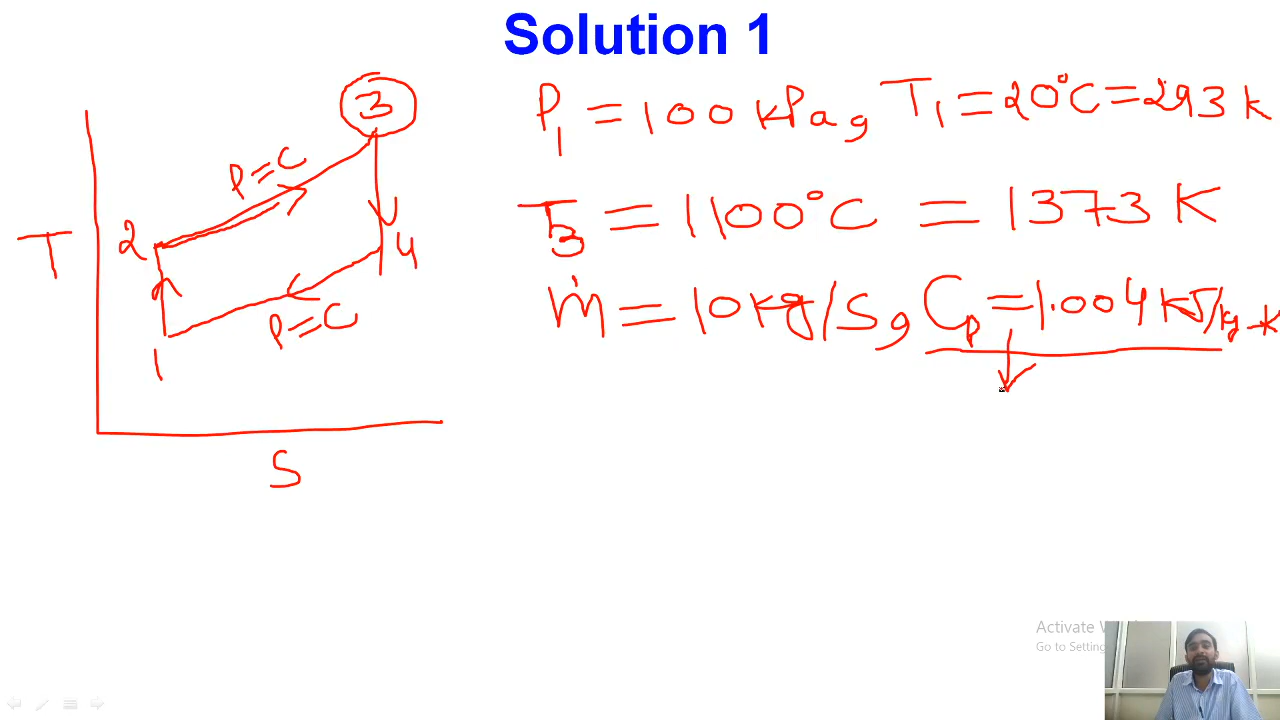 Solution 1
P₁ = 100 kPa, T₁ = 20°C = 293 k
T₃ = 1100°C = 1373 K
ṁ = 10 kg/s, Cp = 1.004 kJ/kg-K
3
P=C
2
T
4
P=C
1
S
Activate
Go to Setting